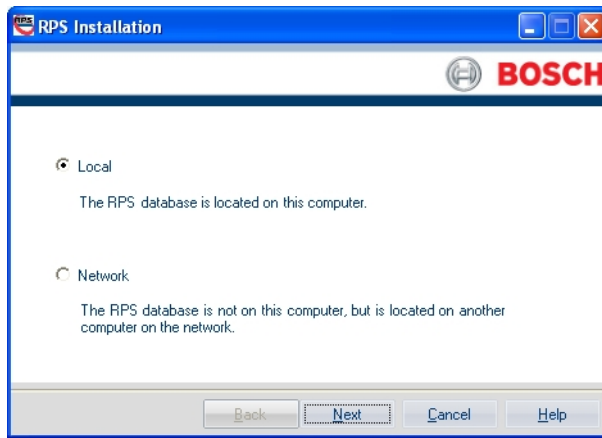 RPS RPS Installation
BOSCH
Local
The RPS database is located on this computer.
Network
The RPS database is not on this computer, but is located on another
computer on the network.
Back Next Cancel Help